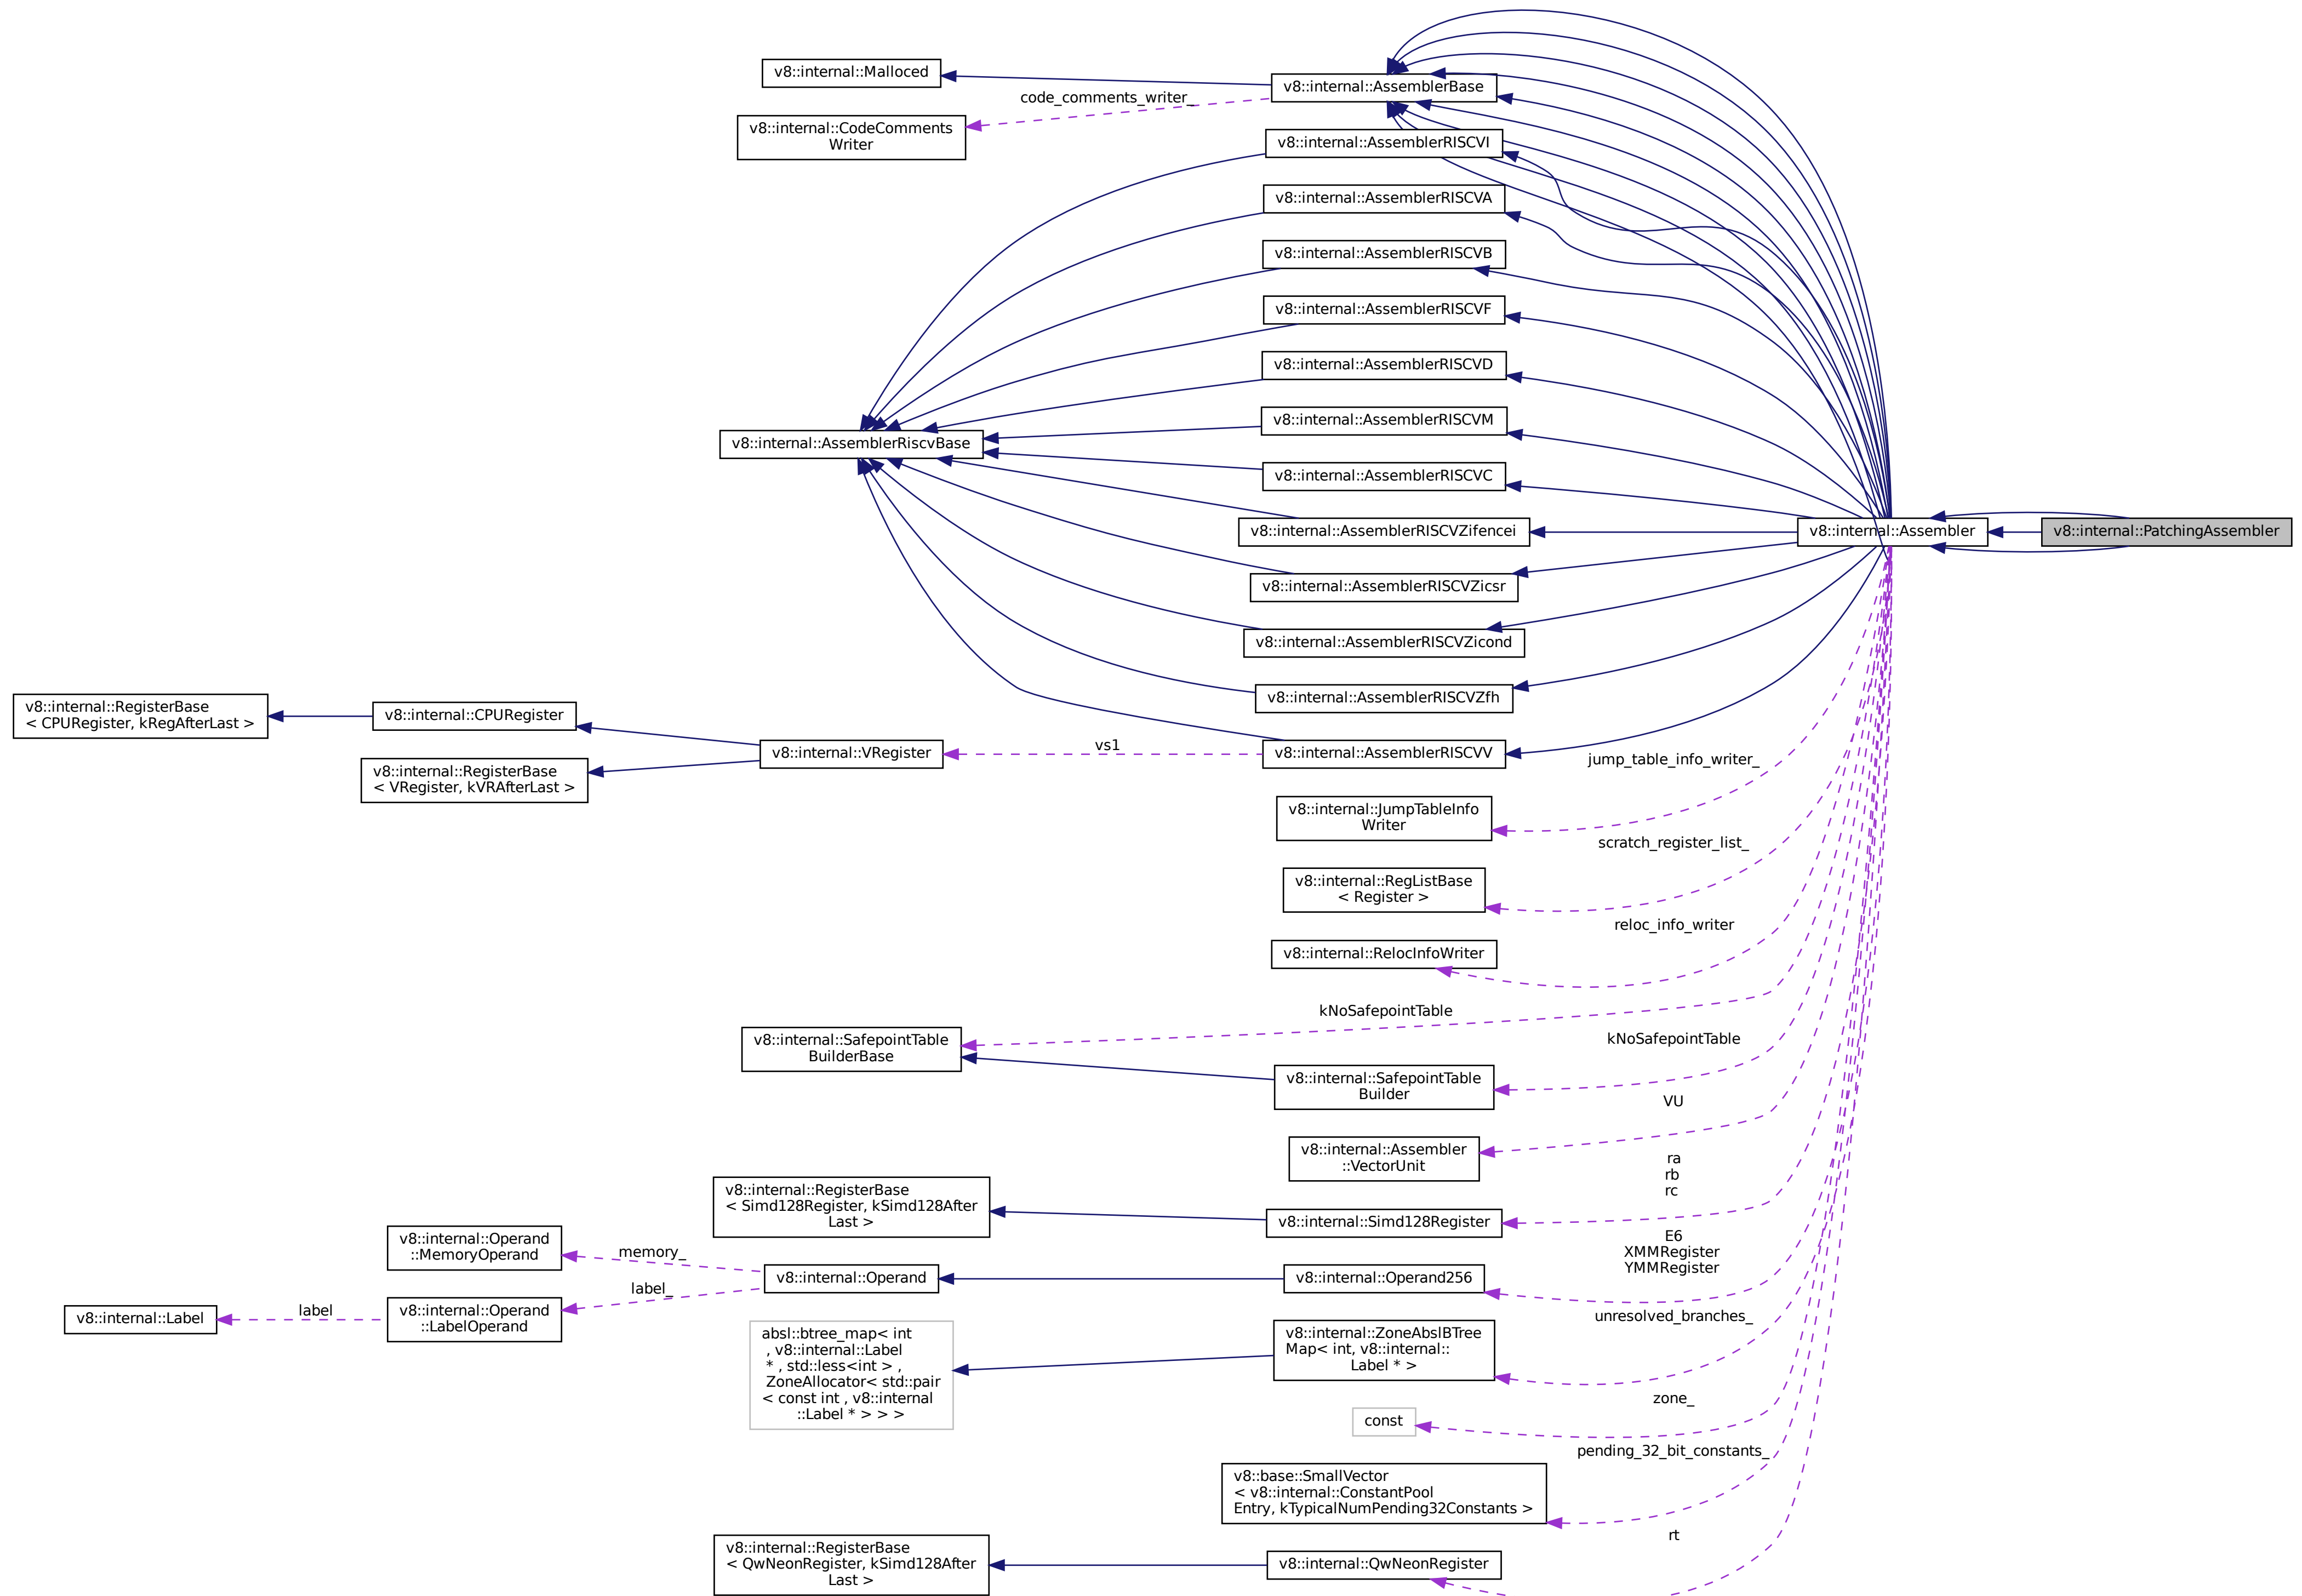 v8::internal::Malloced
v8::internal::AssemblerBase
code_comments_writer_
v8::internal::CodeComments
Writer
v8::internal::AssemblerRISCVI
v8::internal::AssemblerRISCVA
v8::internal::AssemblerRISCVB
v8::internal::AssemblerRISCVF
v8::internal::AssemblerRISCVD
v8::internal::AssemblerRISCVM
v8::internal::AssemblerRiscvBase
v8::internal::AssemblerRISCVC
v8::internal::AssemblerRISCVZifencei
v8::internal::Assembler
v8::internal::PatchingAssembler
v8::internal::AssemblerRISCVZicsr
v8::internal::AssemblerRISCVZicond
v8::internal::AssemblerRISCVZfh
v8::internal::RegisterBase
< CPURegister, kRegAfterLast >
v8::internal::CPURegister
v8::internal::VRegister
vs1
v8::internal::AssemblerRISCVV
v8::internal::RegisterBase
< VRegister, kVRAfterLast >
jump_table_info_writer_
v8::internal::JumpTableInfo
Writer
scratch_register_list_
v8::internal::RegListBase
< Register >
reloc_info_writer
v8::internal::RelocInfoWriter
kNoSafepointTable
v8::internal::SafepointTable
BuilderBase
kNoSafepointTable
v8::internal::SafepointTable
Builder
VU
v8::internal::Assembler
::VectorUnit
ra
rb
rc
v8::internal::RegisterBase
< Simd128Register, kSimd128After
Last >
v8::internal::Simd128Register
v8::internal::Operand
::MemoryOperand
memory_
E6
XMMRegister
YMMRegister
v8::internal::Operand
v8::internal::Operand256
label_
v8::internal::Label
label
v8::internal::Operand
::LabelOperand
unresolved_branches_
absl::btree_map< int
, v8::internal::Label
* , std::less<int > ,
ZoneAllocator< std::pair
< const int , v8::internal
::Label * > > >
v8::internal::ZoneAbslBTree
Map< int, v8::internal::
Label * >
zone_
const
pending_32_bit_constants_
v8::base::SmallVector
< v8::internal::ConstantPool
Entry, kTypicalNumPending32Constants >
rt
v8::internal::RegisterBase
< QwNeonRegister, kSimd128After
Last >
v8::internal::QwNeonRegister